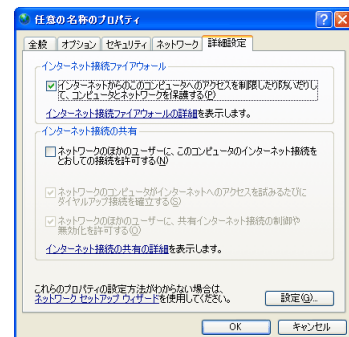 任意の名称のプロパティ
全般 オプション セキュリティ ネットワーク 詳細設定
インターネット接続ファイアウォール
インターネットからのこのコンピュータへのアクセスを制限したり防いだりし
て、コンピュータとネットワークを保護する(P)
インターネット接続ファイアウォールの詳細を表示します。
インターネット接続の共有
ネットワークのほかのユーザーに、このコンピュータのインターネット接続を
とおしての接続を許可する(N)
ネットワークのコンピュータがインターネットへのアクセスを試みるたびに
ダイヤルアップ接続を確立する(S)
ネットワークのほかのユーザーに、共有インターネット接続の制御や
無効化を許可する(O)
インターネット接続の共有の詳細を表示します。
これらのプロパティの設定方法がわからない場合は、
ネットワーク セットアップ ウィザードを使用してください。
設定(G)...
OK キャンセル